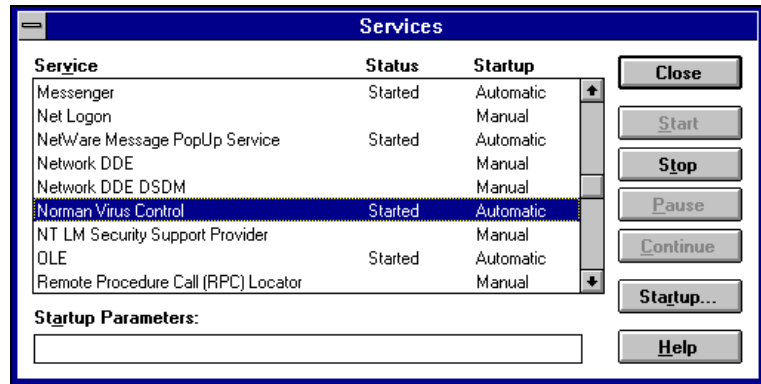 Services
Service Status Startup
Messenger Started Automatic
Net Logon Manual
NetWare Message PopUp Service Started Automatic
Network DDE Manual
Network DDE DSDM Manual
Norman Virus Control Started Automatic
NT LM Security Support Provider Manual
OLE Started Automatic
Remote Procedure Call (RPC) Locator Manual
Startup Parameters:
Close
Start
Stop
Pause
Continue
Startup...
Help